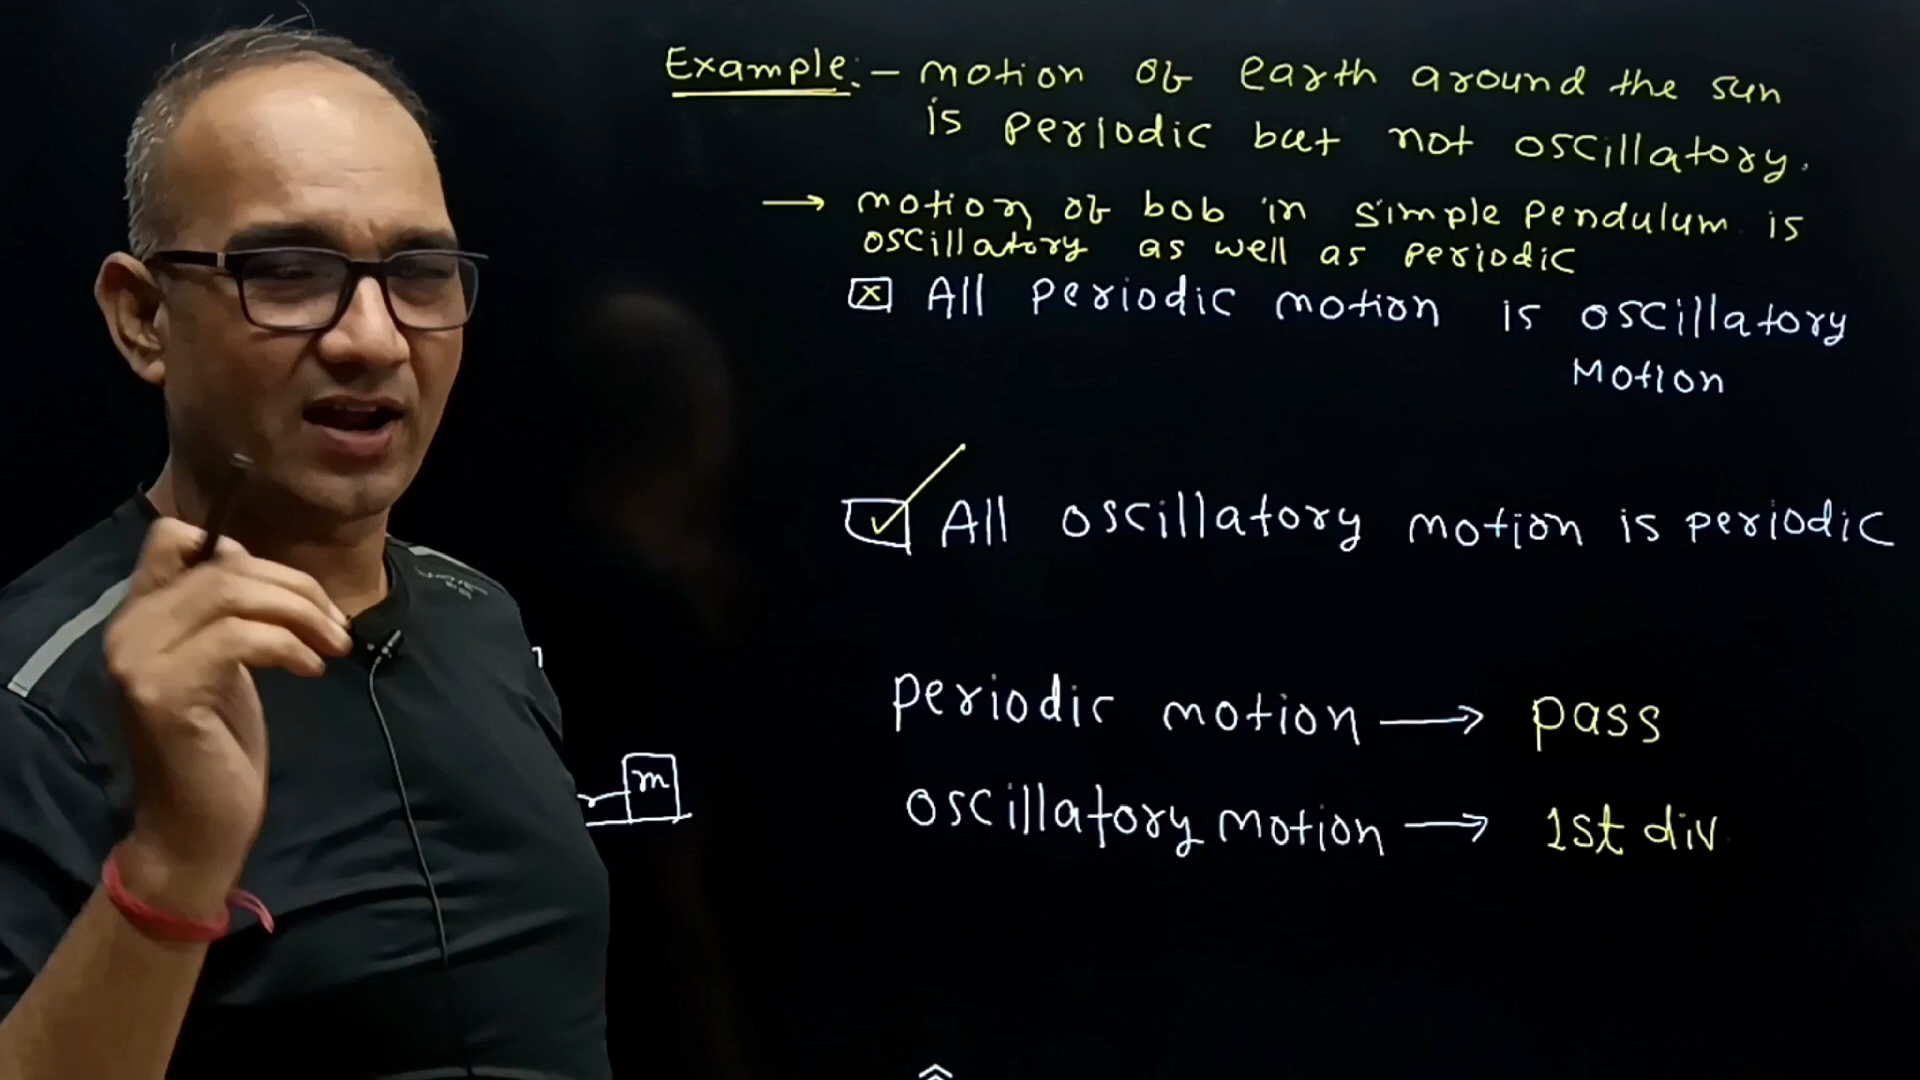 Example:- motion of earth around the sun
is periodic but not oscillatory.
→ motion of bob in simple pendulum is
oscillatory as well as periodic
☒ All periodic motion is oscillatory
motion
☑ All oscillatory motion is periodic
periodic motion → pass
m
oscillatory motion → 1st div